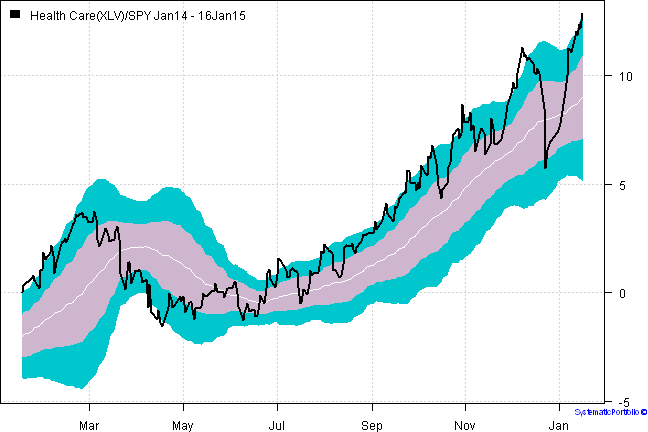 Health Care(XLV)/SPY Jan14 - 16Jan15
10
5
0
-5
Mar May Jul Sep Nov Jan
SystematicPortfolio ©